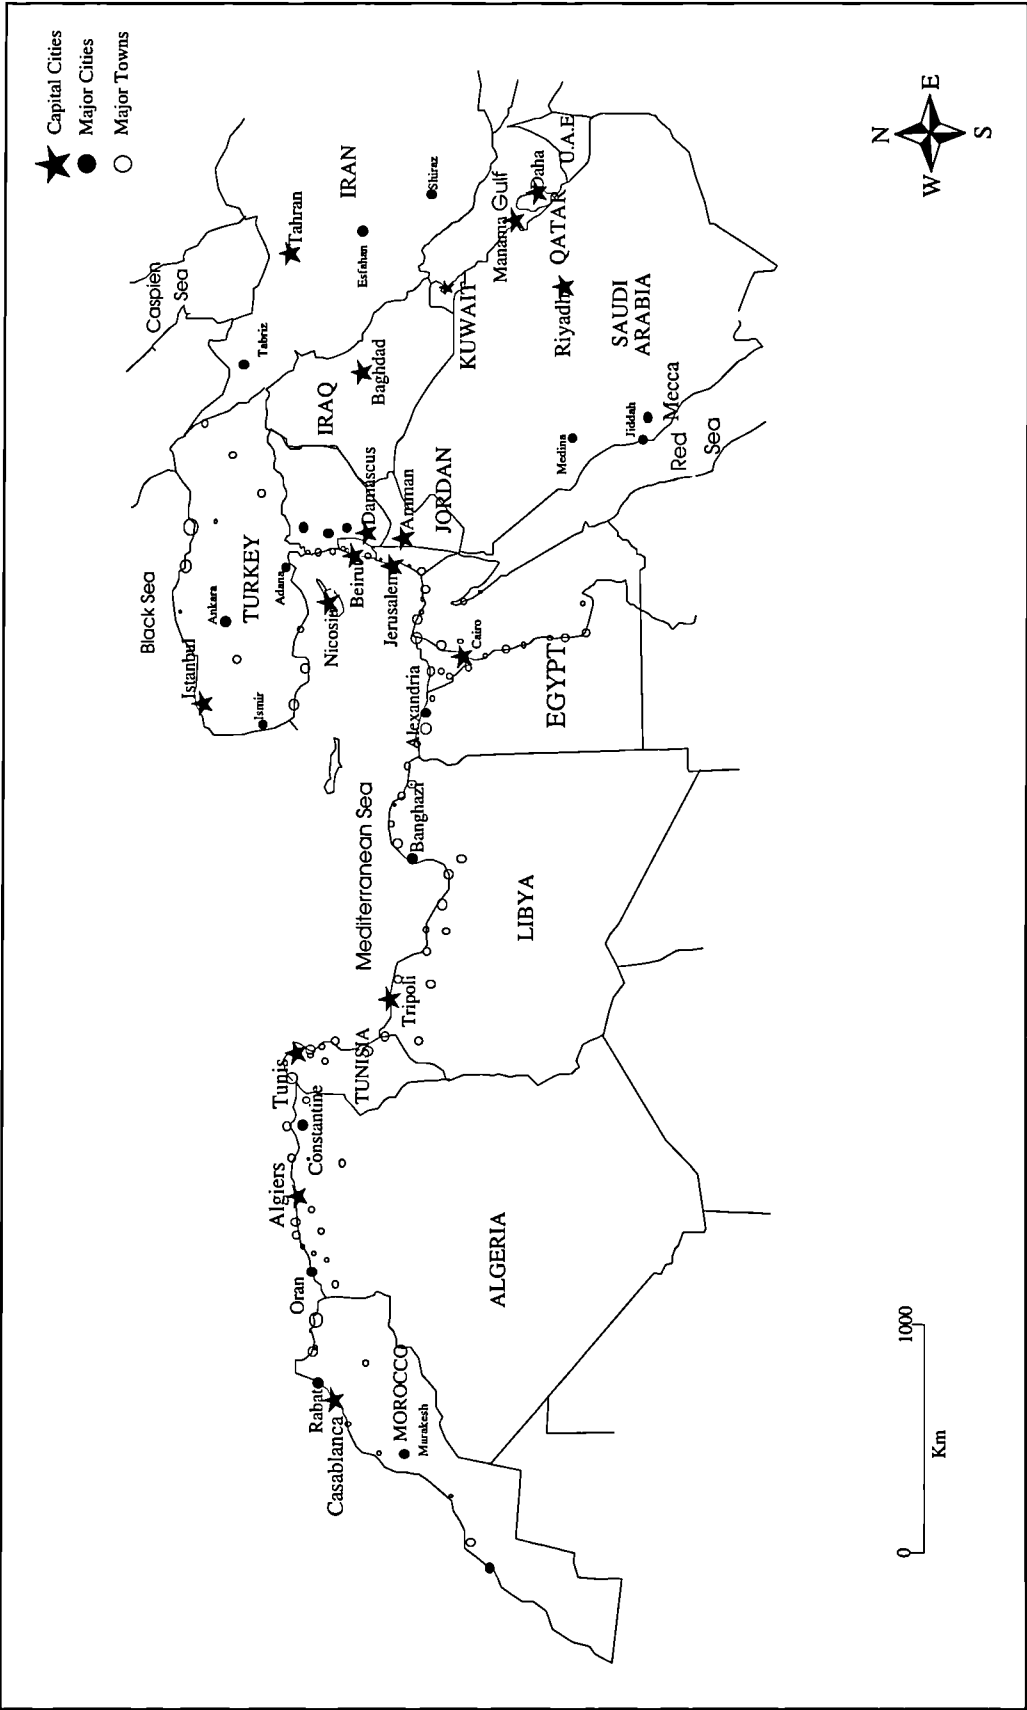 Capital Cities
Major Cities
Major Towns
N
W
E
S
Black Sea
Caspien
Sea
Istanbul
Ankara
TURKEY
Ismir
Adana
Tabriz
Tahran
IRAN
Esfahan
Shiraz
Nicosia
Beirut
Damascus
IRAQ
Baghdad
Jerusalem
Amman
JORDAN
KUWAIT
Manama
Gulf
Daha
QATAR
U.A.E
Riyadh
SAUDI
ARABIA
Medina
Jiddah
Mecca
Red
Sea
Mediterranean Sea
Alexandria
Cairo
EGYPT
Banghazi
LIBYA
Tripoli
Tunis
TUNISIA
Constantine
Algiers
Oran
ALGERIA
Rabat
Casablanca
MOROCCO
Murakesh
0
1000
Km